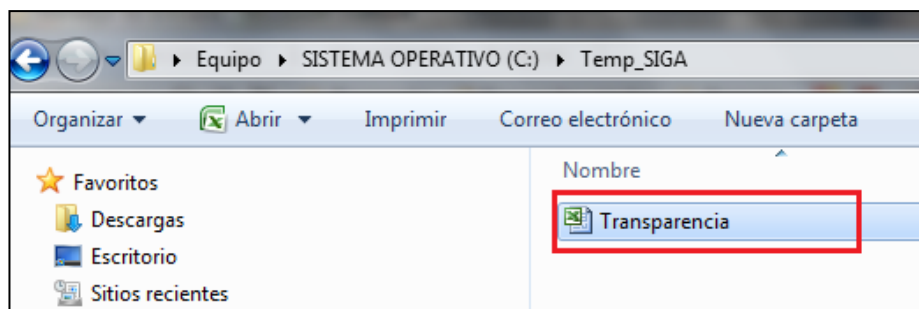 Equipo SISTEMA OPERATIVO (C:) Temp_SIGA
Organizar Abrir Imprimir Correo electrónico Nueva carpeta
Favoritos
Descargas
Escritorio
Sitios recientes
Nombre
Transparencia